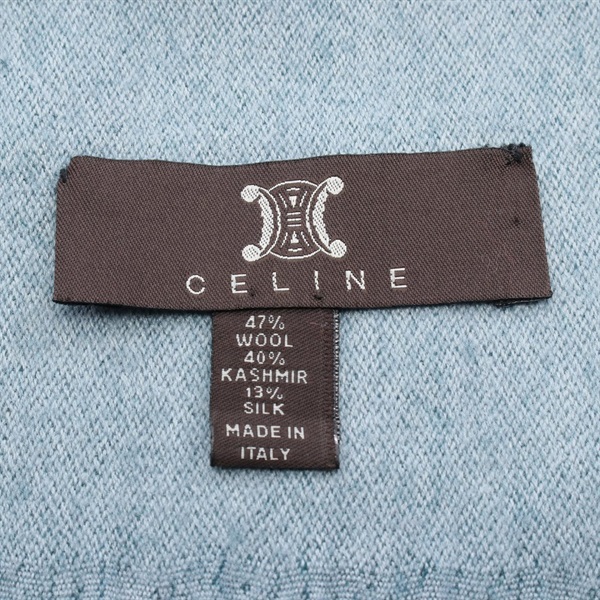 CELINE
47%
WOOL
40%
KASHMIR
13%
SILK
MADE IN
ITALY